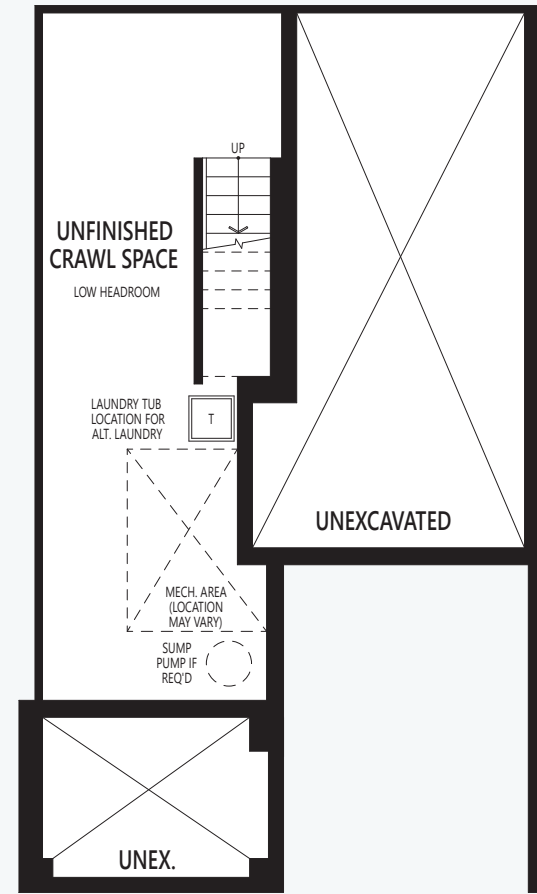 UP
UNFINISHED
CRAWL SPACE
LOW HEADROOM
LAUNDRY TUB
LOCATION FOR
ALT. LAUNDRY
T
UNEXCAVATED
MECH. AREA
(LOCATION
MAY VARY)
SUMP
PUMP IF
REQ'D
UNEX.